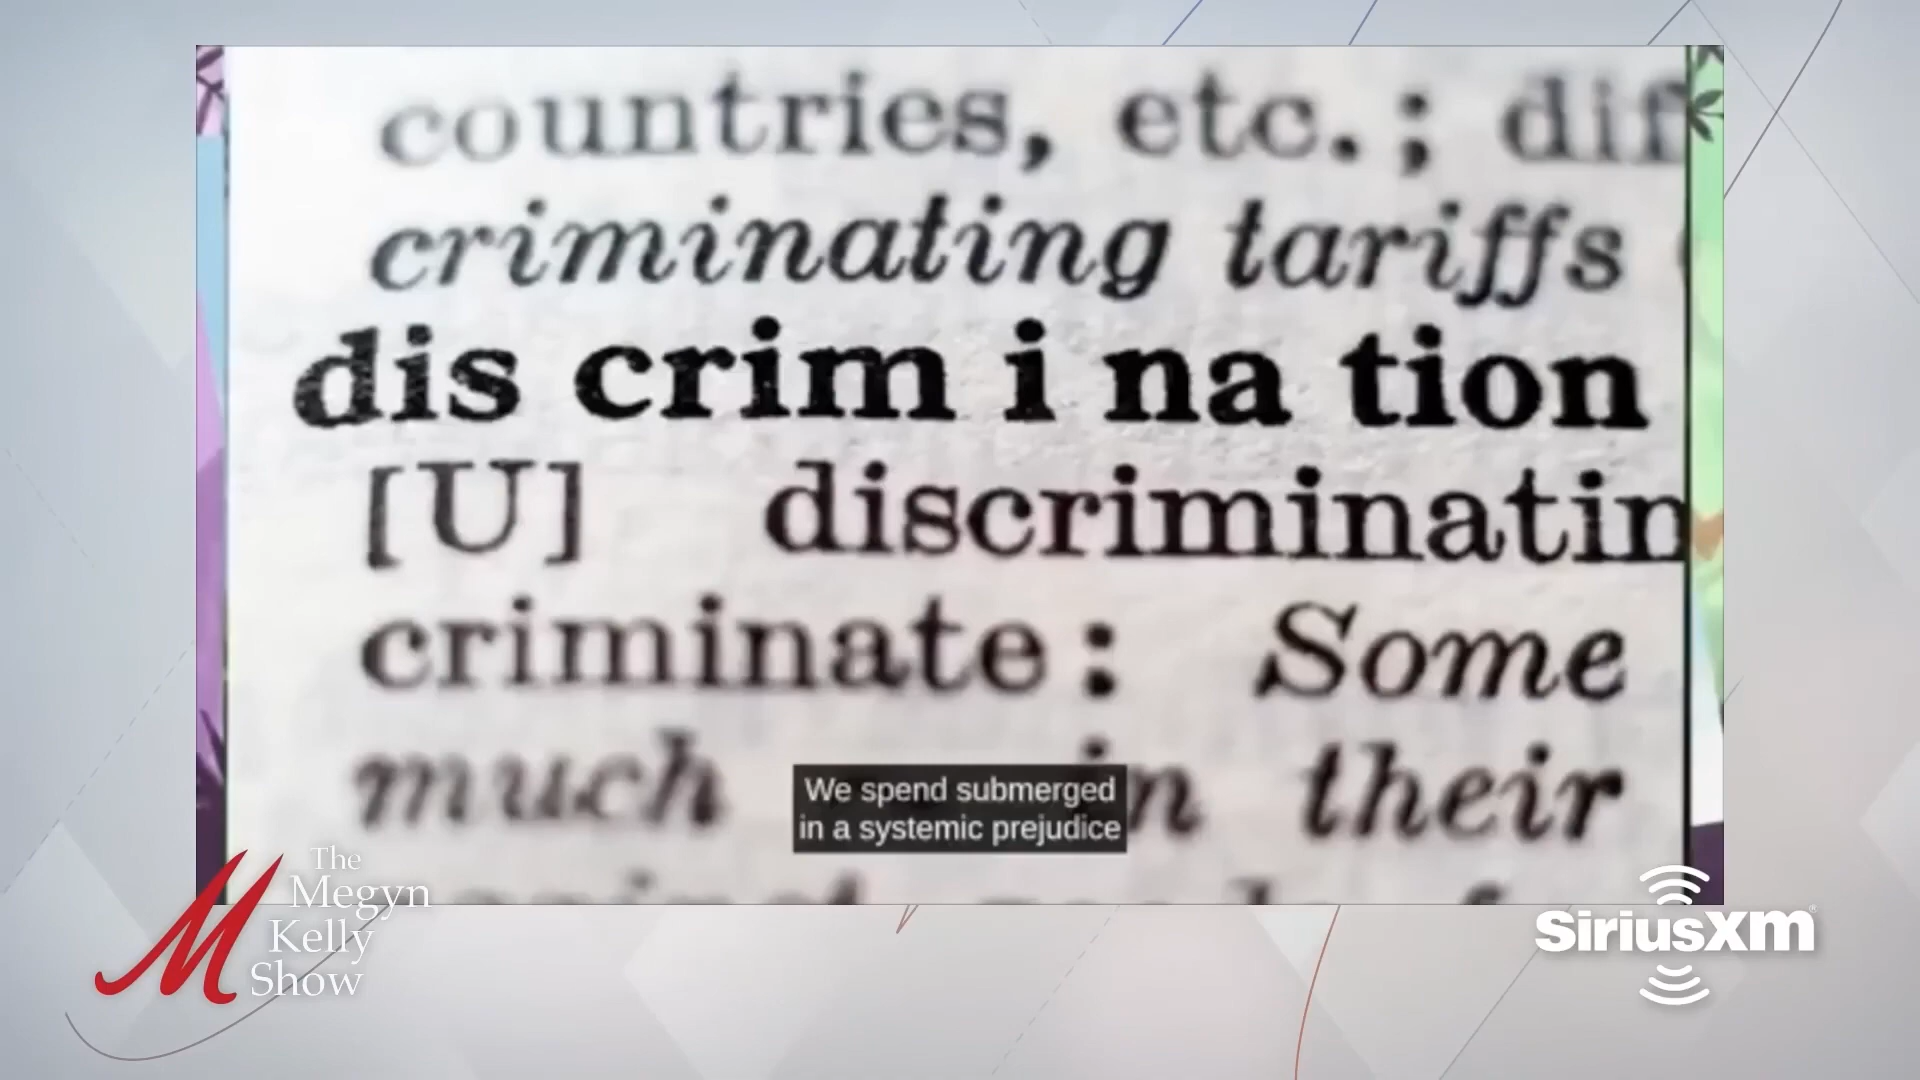 countries, etc.; dif
criminating tariffs
dis crim i na tion
[U] discriminatin
criminate: Some
much in their
We spend submerged
in a systemic prejudice
The
Megyn
Kelly
Show
SiriusXm